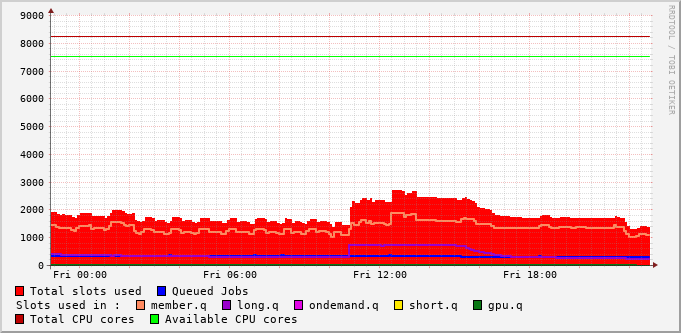 RRDTOOL / TOBI OETIKER
9000
8000
7000
6000
5000
4000
3000
2000
1000
0
Fri 00:00 Fri 06:00 Fri 12:00 Fri 18:00
Total slots used Queued Jobs
Slots used in : member.q long.q ondemand.q short.q gpu.q
Total CPU cores Available CPU cores